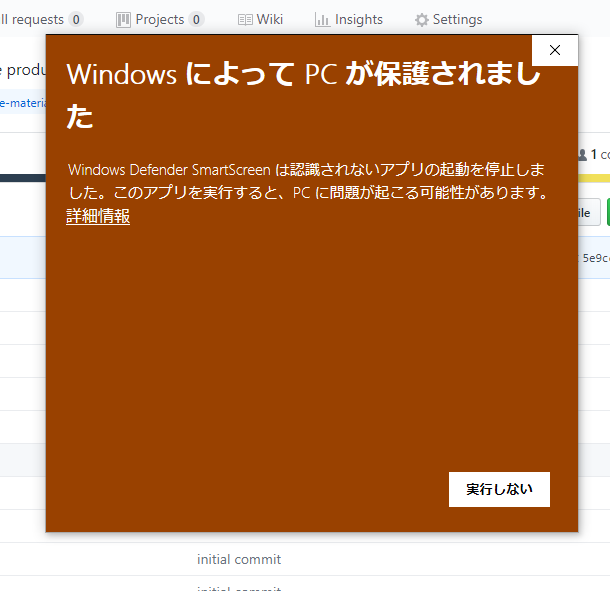 ll requests 0 Projects 0 Wiki Insights Settings
e produ
Windows によって PC が保護されまし
た
e-materia
1 co
Windows Defender SmartScreen は認識されないアプリの起動を停止しま
した。このアプリを実行すると、PC に問題が起こる可能性があります。
詳細情報
ile
5e9c
実行しない
initial commit
initial commit